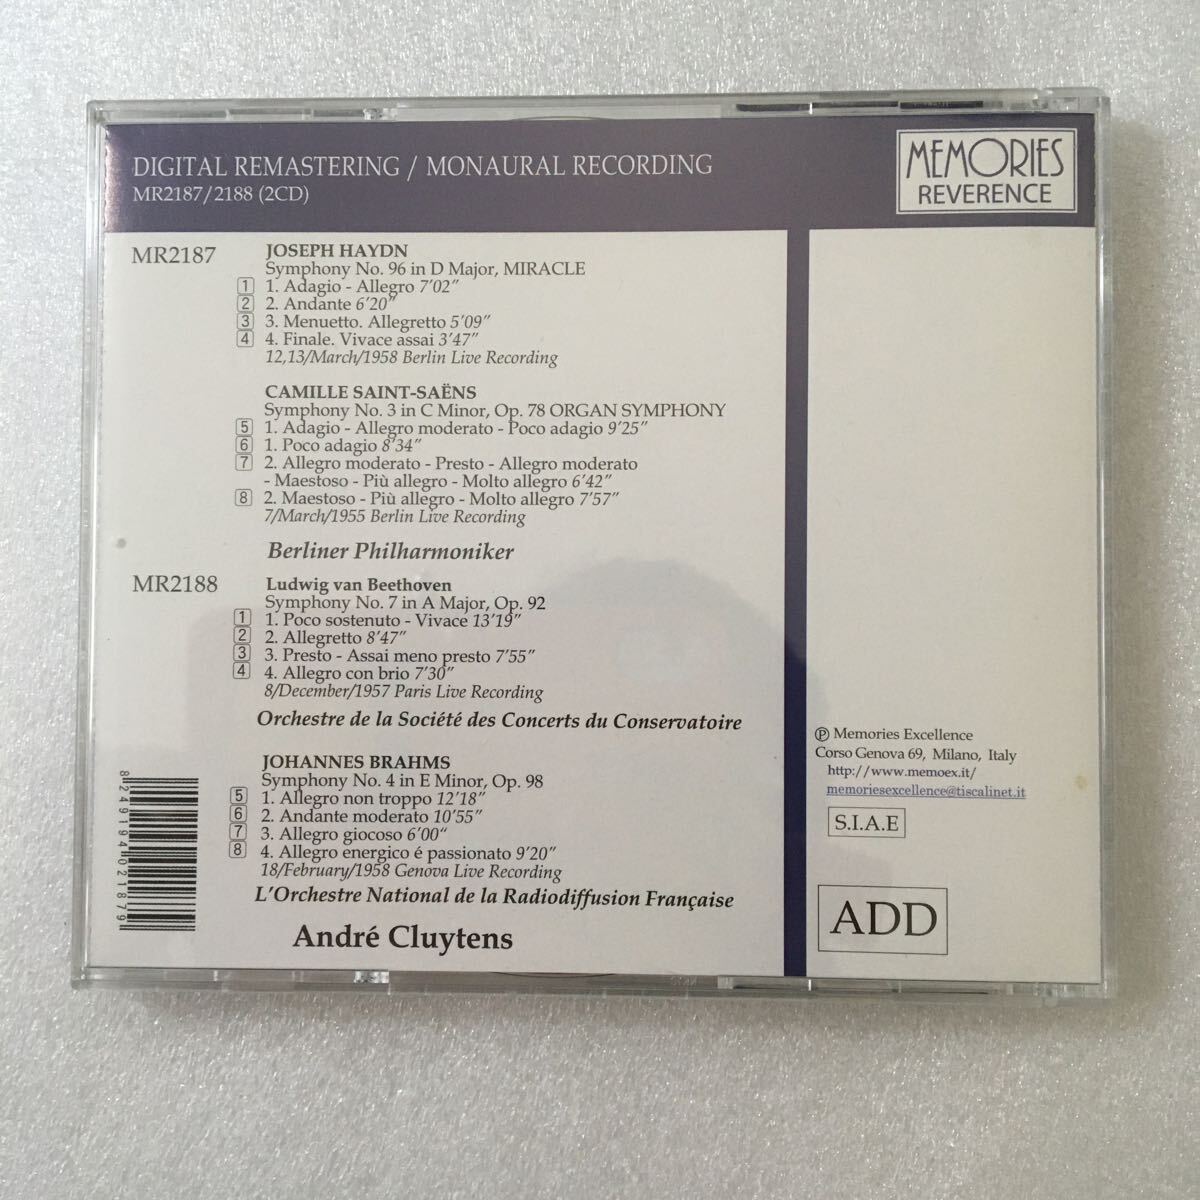 DIGITAL REMASTERING / MONAURAL RECORDING
MR2187/2188 (2CD)
MEMORIES
REVERENCE
MR2187
JOSEPH HAYDN
Symphony No. 96 in D Major, MIRACLE
1 1. Adagio - Allegro 7'02"
2 2. Andante 6'20"
3 3. Menuetto. Allegretto 5'09"
4 4. Finale. Vivace assai 3'47"
12,13/March/1958 Berlin Live Recording
CAMILLE SAINT-SAËNS
Symphony No. 3 in C Minor, Op. 78 ORGAN SYMPHONY
5 1. Adagio - Allegro moderato - Poco adagio 9'25"
6 1. Poco adagio 8'34"
7 2. Allegro moderato - Presto - Allegro moderato
- Maestoso - Più allegro - Molto allegro 6'42"
8 2. Maestoso - Più allegro - Molto allegro 7'57"
7/March/1955 Berlin Live Recording
Berliner Philharmoniker
MR2188
Ludwig van Beethoven
Symphony No. 7 in A Major, Op. 92
1 1. Poco sostenuto - Vivace 13'19"
2 2. Allegretto 8'47"
3 3. Presto - Assai meno presto 7'55"
4 4. Allegro con brio 7'30"
8/December/1957 Paris Live Recording
Orchestre de la Société des Concerts du Conservatoire
JOHANNES BRAHMS
Symphony No. 4 in E Minor, Op. 98
5 1. Allegro non troppo 12'18"
6 2. Andante moderato 10'55"
7 3. Allegro giocoso 6'00"
8 4. Allegro energico é passionato 9'20"
18/February/1958 Genova Live Recording
L'Orchestre National de la Radiodiffusion Française
André Cluytens
8 24919402187 9
℗ Memories Excellence
Corso Genova 69, Milano, Italy
http://www.memoex.it/
memoriesexcellence@tiscalinet.it
S.I.A.E
ADD